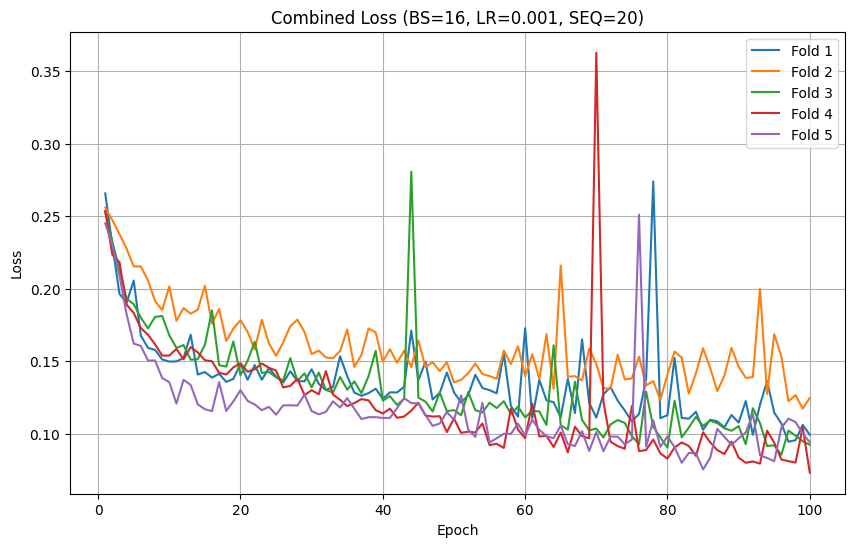 Combined Loss (BS=16, LR=0.001, SEQ=20)
Fold 1
Fold 2
Fold 3
Fold 4
Fold 5
Loss
0.35
0.30
0.25
0.20
0.15
0.10
0
20
40
60
80
100
Epoch